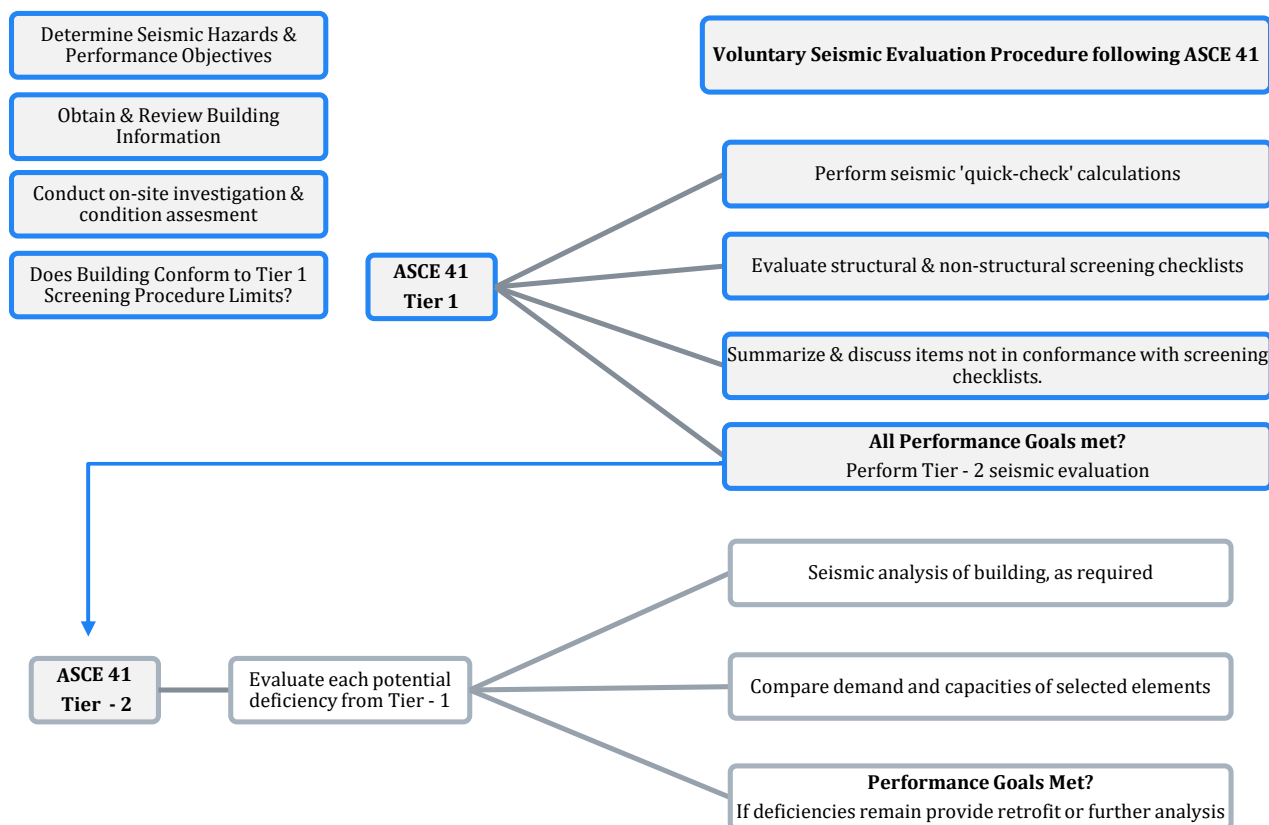 Determine Seismic Hazards &
Performance Objectives
Obtain & Review Building
Information
Conduct on-site investigation &
condition assesment
Does Building Conform to Tier 1
Screening Procedure Limits?
Voluntary Seismic Evaluation Procedure following ASCE 41
ASCE 41
Tier 1
Perform seismic 'quick-check' calculations
Evaluate structural & non-structural screening checklists
Summarize & discuss items not in conformance with screening
checklists.
All Performance Goals met?
Perform Tier - 2 seismic evaluation
ASCE 41
Tier - 2
Evaluate each potential
deficiency from Tier - 1
Seismic analysis of building, as required
Compare demand and capacities of selected elements
Performance Goals Met?
If deficiencies remain provide retrofit or further analysis